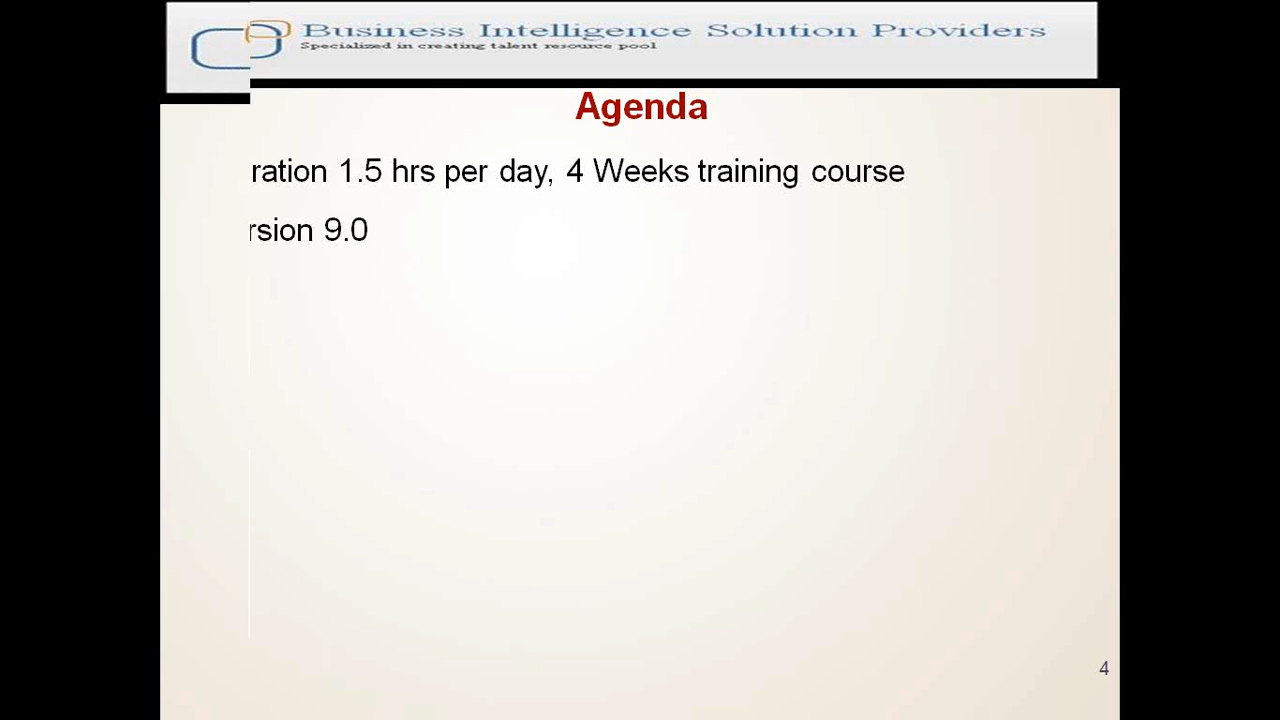 Business Intelligence Solution Providers
Specialized in creating talent resource pool
Agenda
ration 1.5 hrs per day, 4 Weeks training course
rsion 9.0
4